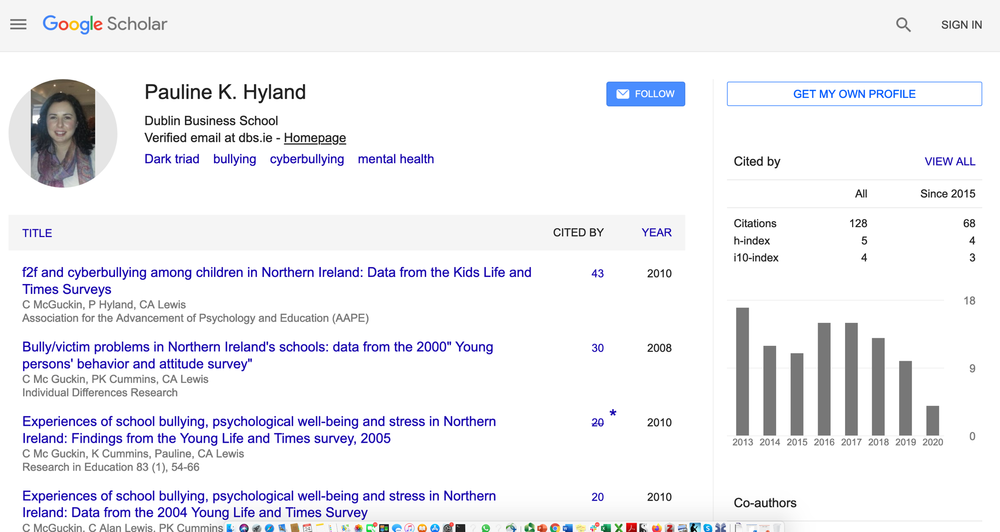 Google Scholar
SIGN IN
Pauline K. Hyland
FOLLOW
Dublin Business School
Verified email at dbs.ie - Homepage
Dark triad bullying cyberbullying mental health
TITLE CITED BY YEAR
f2f and cyberbullying among children in Northern Ireland: Data from the Kids Life and 43 2010
Times Surveys
C McGuckin, P Hyland, CA Lewis
Association for the Advancement of Psychology and Education (AAPE)
Bully/victim problems in Northern Ireland's schools: data from the 2000" Young 30 2008
persons' behavior and attitude survey"
C Mc Guckin, PK Cummins, CA Lewis
Individual Differences Research
Experiences of school bullying, psychological well-being and stress in Northern 20 * 2010
Ireland: Findings from the Young Life and Times survey, 2005
C Mc Guckin, K Cummins, Pauline, CA Lewis
Research in Education 83 (1), 54-66
Experiences of school bullying, psychological well-being and stress in Northern 20 2010
Ireland: Data from the 2004 Young Life and Times Survey
C McGuckin, C Alan Lewis, PK Cummins
GET MY OWN PROFILE
Cited by VIEW ALL
All Since 2015
Citations 128 68
h-index 5 4
i10-index 4 3
18
9
0
2013 2014 2015 2016 2017 2018 2019 2020
Co-authors
24